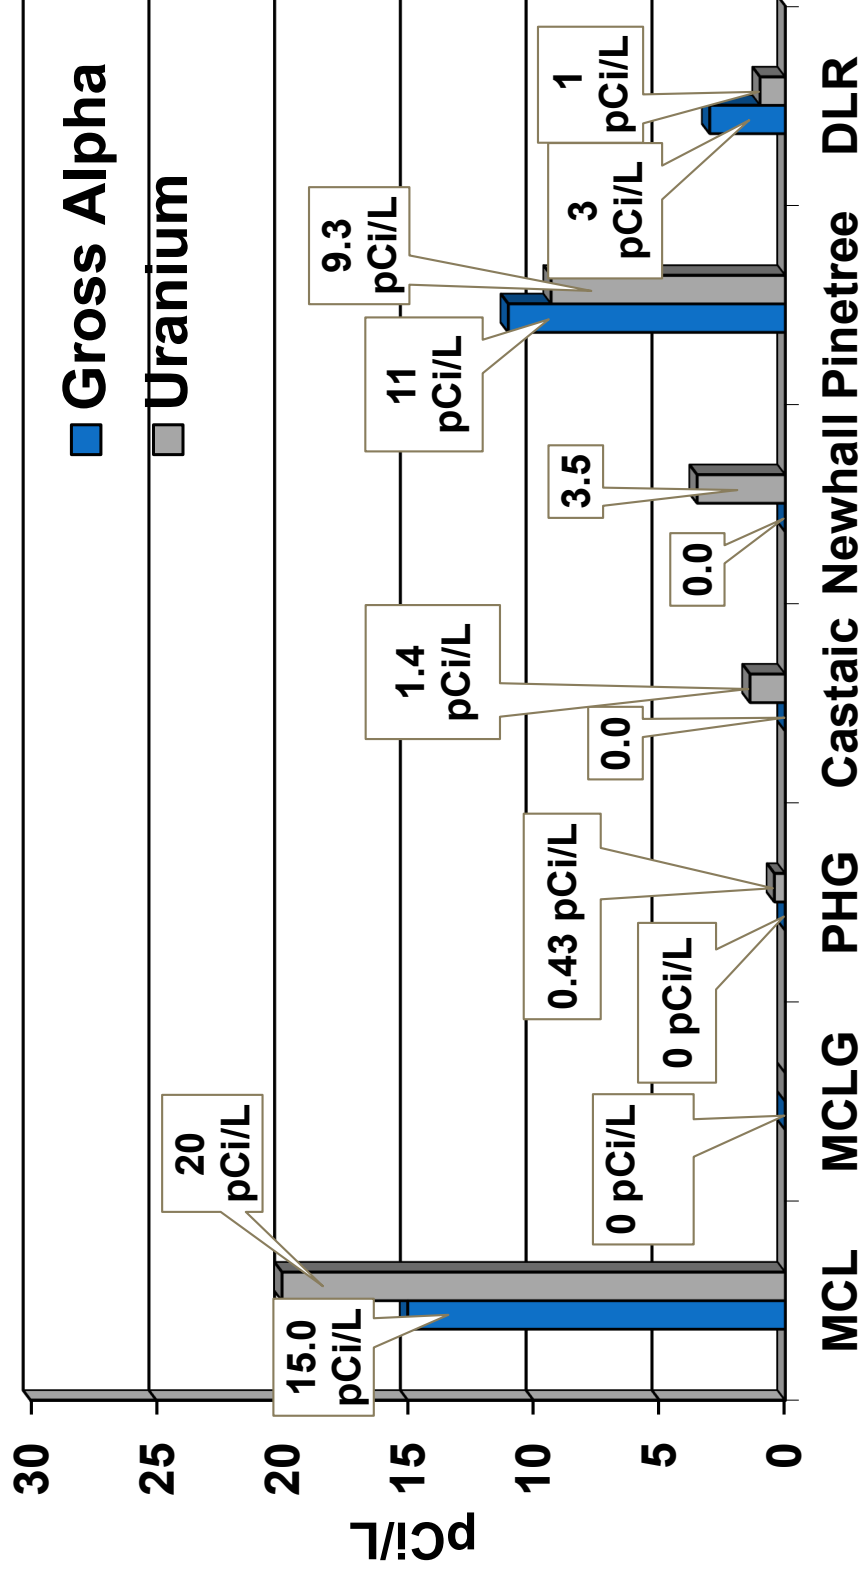 Gross Alpha
Uranium
30
25
20
15
10
5
0
pCi/L
15.0
pCi/L
20
pCi/L
0 pCi/L
0 pCi/L
0.43 pCi/L
0.0
1.4
pCi/L
0.0
3.5
11
pCi/L
9.3
pCi/L
3
pCi/L
1
pCi/L
MCL MCLG PHG Castaic Newhall Pinetree DLR